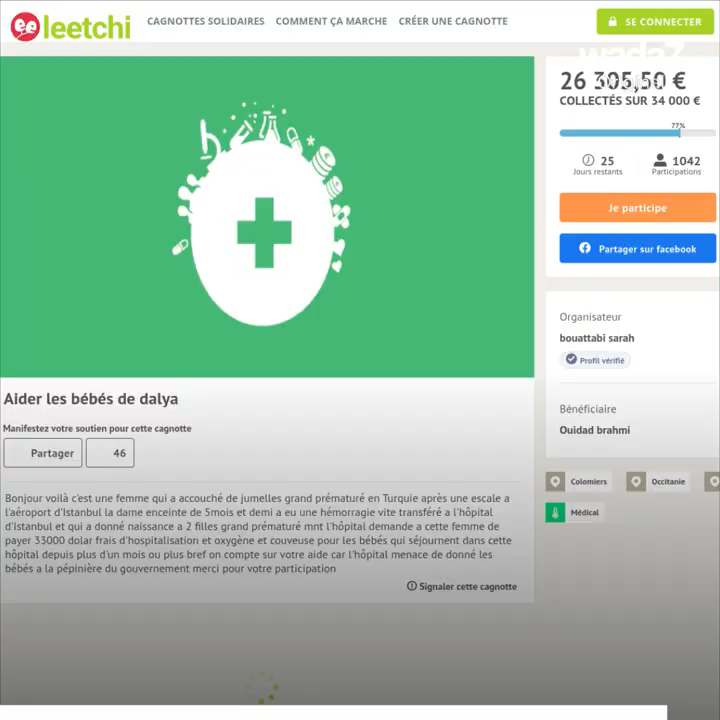 leetchi
CAGNOTTES SOLIDAIRES COMMENT ÇA MARCHE CRÉER UNE CAGNOTTE
SE CONNECTER
26 305,50 €
COLLECTÉS SUR 34 000 €
77%
25 1042
Jours restants Participations
Je participe
Partager sur facebook
Organisateur
bouattabi sarah
Profil vérifié
Bénéficiaire
Ouidad brahmi
Colomiers Occitanie
Médical
Aider les bébés de dalya
Manifestez votre soutien pour cette cagnotte
Partager 46
Bonjour voilà c'est une femme qui a accouché de jumelles grand prématuré en Turquie après une escale a
l'aéroport d'Istanbul la dame enceinte de 5mois et demi a eu une hémorragie vite transféré a l'hôpital
d'Istanbul et qui a donné naissance a 2 filles grand prématuré mnt l'hôpital demande a cette femme de
payer 33000 dolar frais d'hospitalisation et oxygène et couveuse pour les bébés qui séjournent dans cette
hôpital depuis plus d'un mois ou plus bref on compte sur votre aide car l'hôpital menace de donné les
bébés a la pépinière du gouvernement merci pour votre participation
Signaler cette cagnotte